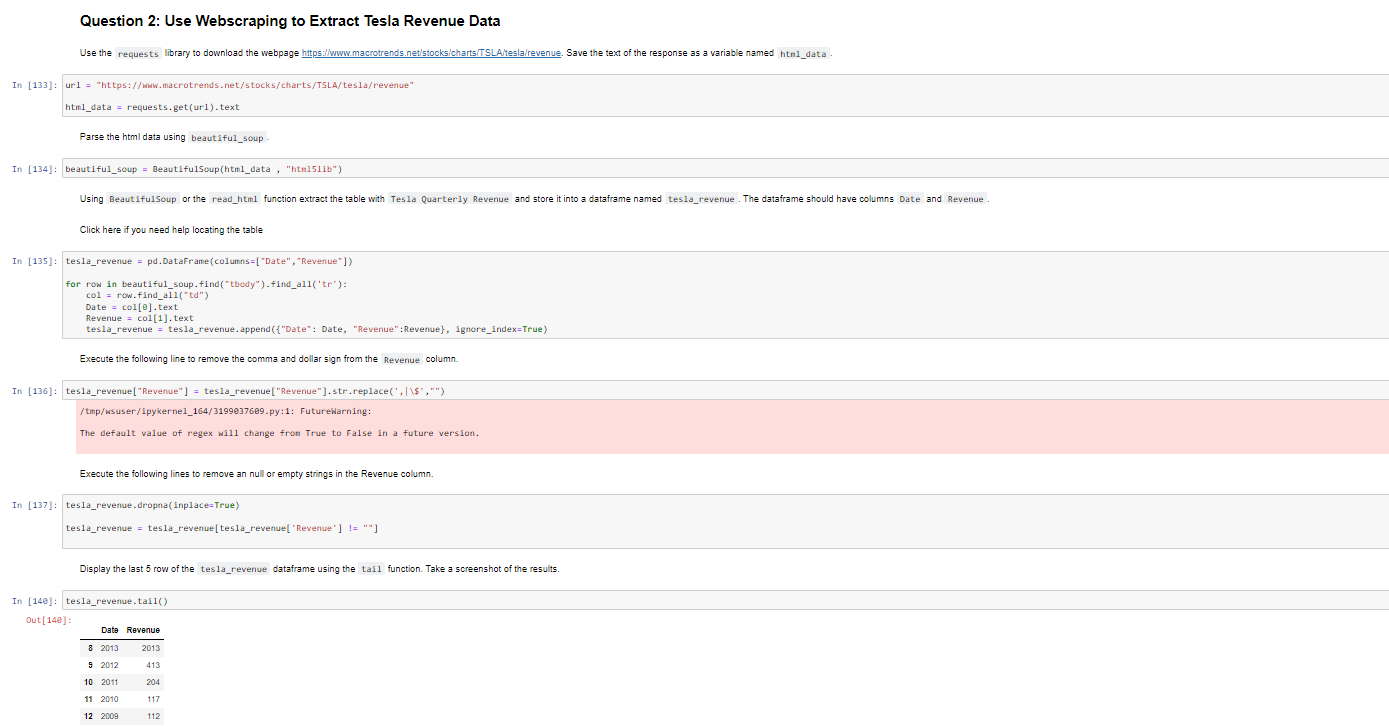 Question 2: Use Webscraping to Extract Tesla Revenue Data
Use the requests library to download the webpage https://www.macrotrends.net/stocks/charts/TSLA/tesla/revenue. Save the text of the response as a variable named html_data.
In [133]: url = "https://www.macrotrends.net/stocks/charts/TSLA/tesla/revenue"
html_data = requests.get(url).text
Parse the html data using beautiful_soup.
In [134]: beautiful_soup = BeautifulSoup(html_data , "html5lib")
Using BeautifulSoup or the read_html function extract the table with Tesla Quarterly Revenue and store it into a dataframe named tesla_revenue. The dataframe should have columns Date and Revenue.
Click here if you need help locating the table
In [135]: tesla_revenue = pd.DataFrame(columns=["Date","Revenue"])
for row in beautiful_soup.find("tbody").find_all('tr'):
    col = row.find_all("td")
    Date = col[0].text
    Revenue = col[1].text
    tesla_revenue = tesla_revenue.append({"Date": Date, "Revenue":Revenue}, ignore_index=True)
Execute the following line to remove the comma and dollar sign from the Revenue column.
In [136]: tesla_revenue["Revenue"] = tesla_revenue["Revenue"].str.replace(',|\$',"")
/tmp/wsuser/ipykernel_164/3199037609.py:1: FutureWarning:
The default value of regex will change from True to False in a future version.
Execute the following lines to remove an null or empty strings in the Revenue column.
In [137]: tesla_revenue.dropna(inplace=True)
tesla_revenue = tesla_revenue[tesla_revenue['Revenue'] != ""]
Display the last 5 row of the tesla_revenue dataframe using the tail function. Take a screenshot of the results.
In [140]: tesla_revenue.tail()
Out[140]:
Date Revenue
8 2013 2013
9 2012 413
10 2011 204
11 2010 117
12 2009 112